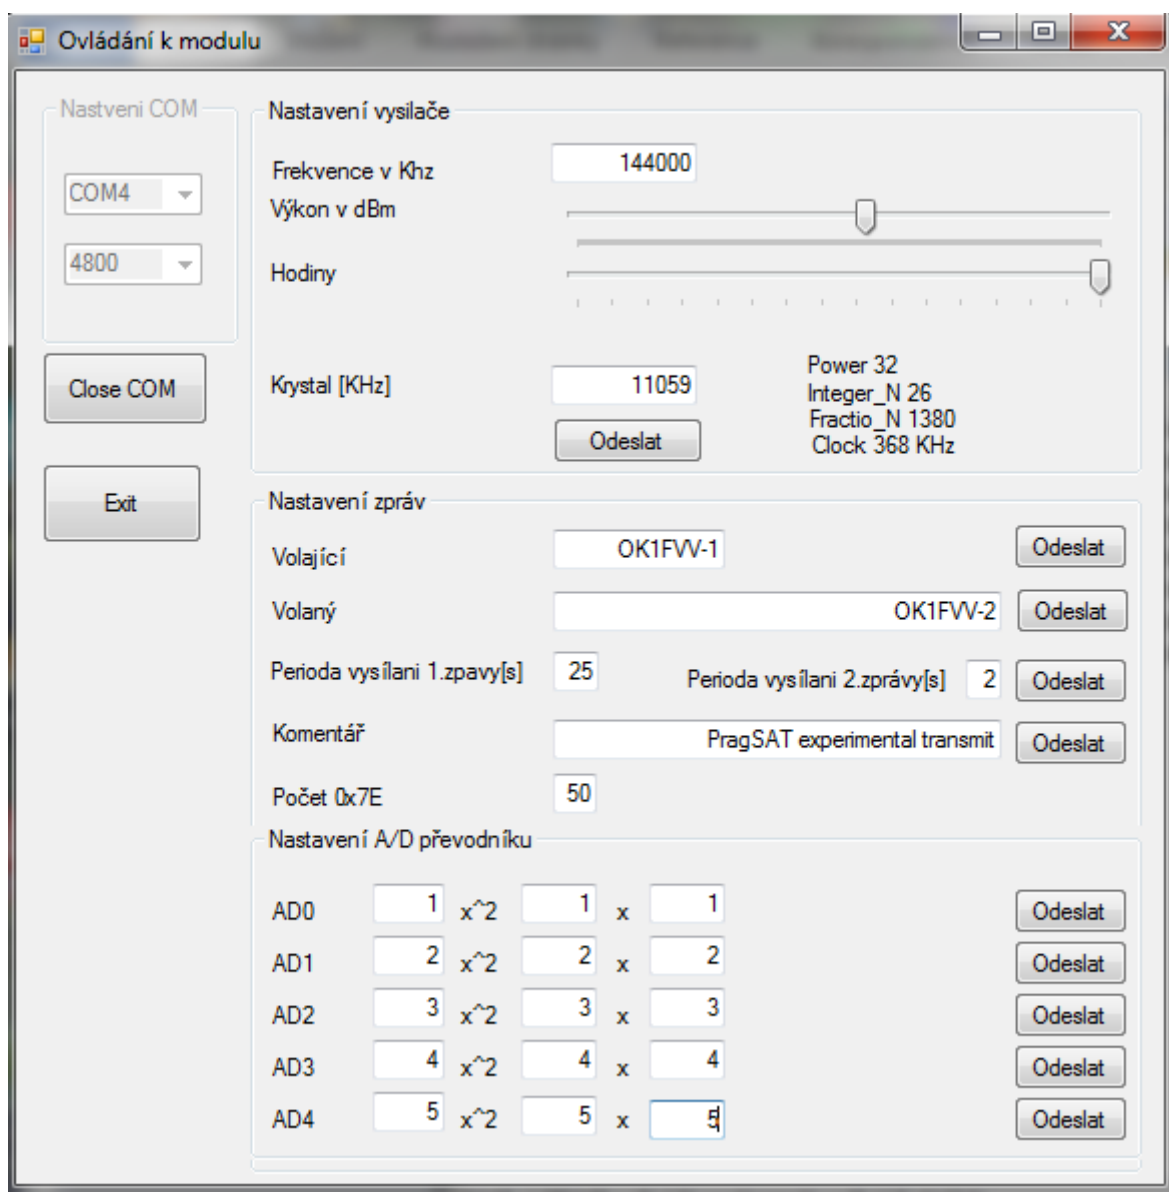 Ovládání k modulu
Nastveni COM
COM4
4800
Close COM
Exit
Nastavení vysilače
Frekvence v Khz 144000
Výkon v dBm
Hodiny
Krystal [KHz] 11059
Odeslat
Power 32
Integer_N 26
Fractio_N 1380
Clock 368 KHz
Nastavení zpráv
Volající OK1FVV-1 Odeslat
Volaný OK1FVV-2 Odeslat
Perioda vysílani 1.zpavy[s] 25 Perioda vysílani 2.zprávy[s] 2 Odeslat
Komentář PragSAT experimental transmit Odeslat
Počet 0x7E 50
Nastavení A/D převodníku
AD0 1 x^2 1 x 1 Odeslat
AD1 2 x^2 2 x 2 Odeslat
AD2 3 x^2 3 x 3 Odeslat
AD3 4 x^2 4 x 4 Odeslat
AD4 5 x^2 5 x 5 Odeslat